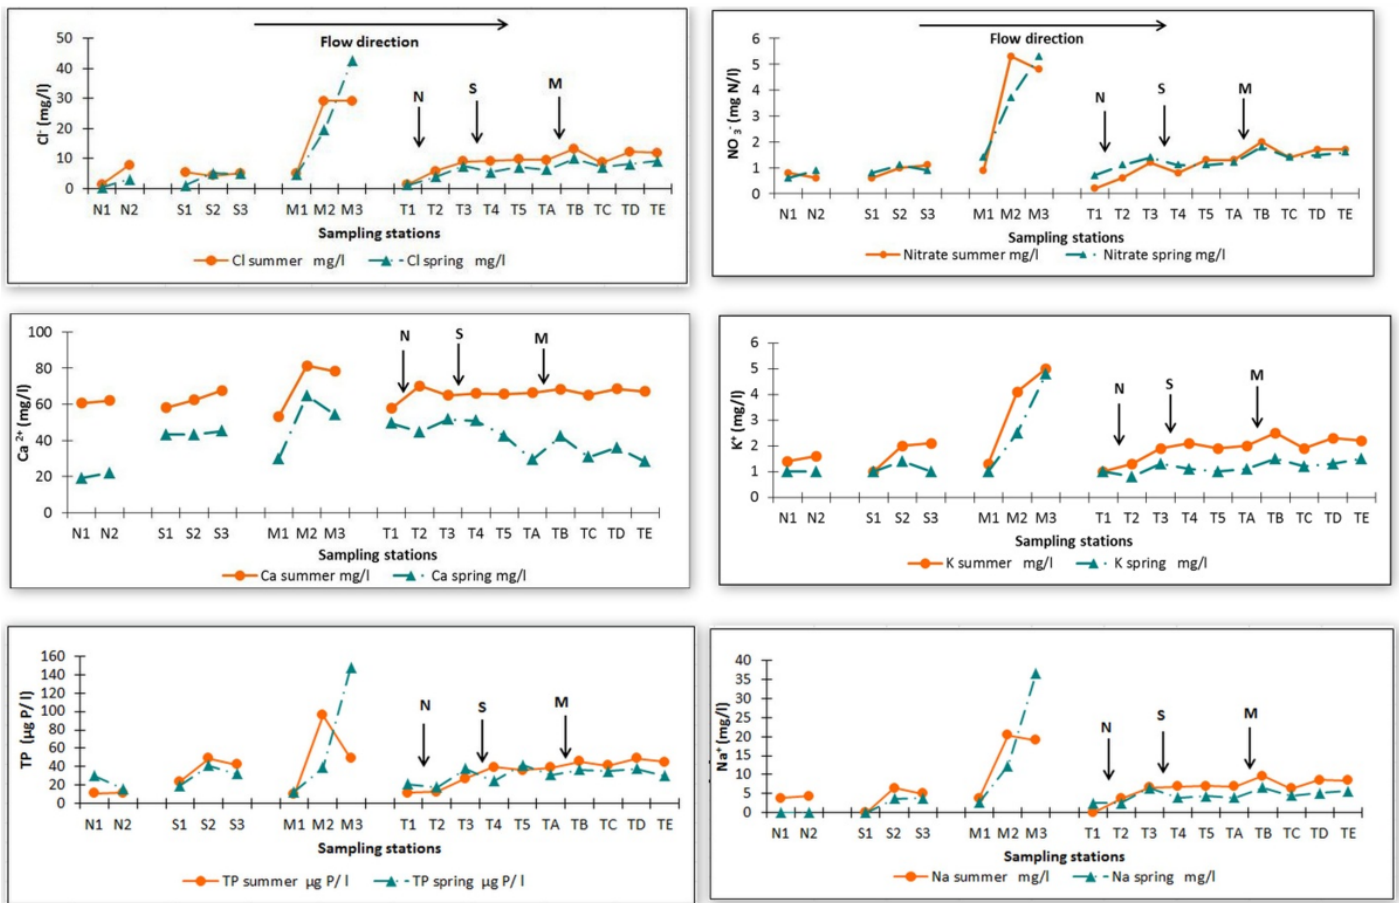 Flow direction
Cl⁻ (mg/l)
50
40
30
20
10
0
N
S
M
N1 N2 S1 S2 S3 M1 M2 M3 T1 T2 T3 T4 T5 TA TB TC TD TE
Sampling stations
Cl summer mg/l Cl spring mg/l
Flow direction
NO₃⁻ (mg N/l)
6
5
4
3
2
1
0
N
S
M
N1 N2 S1 S2 S3 M1 M2 M3 T1 T2 T3 T4 T5 TA TB TC TD TE
Sampling stations
Nitrate summer mg/l Nitrate spring mg/l
Ca ²⁺ (mg/l)
100
80
60
40
20
0
N
S
M
N1 N2 S1 S2 S3 M1 M2 M3 T1 T2 T3 T4 T5 TA TB TC TD TE
Sampling stations
Ca summer mg/l Ca spring mg/l
K⁺ (mg/l)
6
5
4
3
2
1
0
N
S
M
N1 N2 S1 S2 S3 M1 M2 M3 T1 T2 T3 T4 T5 TA TB TC TD TE
Sampling stations
K summer mg/l K spring mg/l
TP (µg P/ l)
160
140
120
100
80
60
40
20
0
N
S
M
N1 N2 S1 S2 S3 M1 M2 M3 T1 T2 T3 T4 T5 TA TB TC TD TE
Sampling stations
TP summer µg P/ l TP spring µg P/ l
Na⁺ (mg/l)
40
35
30
25
20
15
10
5
0
N
S
M
N1 N2 S1 S2 S3 M1 M2 M3 T1 T2 T3 T4 T5 TA TB TC TD TE
Sampling stations
Na summer mg/l Na spring mg/l